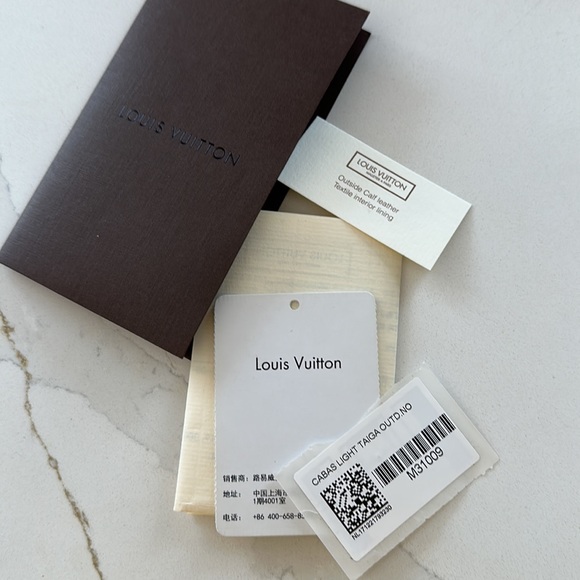 LOUIS VUITTON
LOUIS VUITTON
Outside Calf leather
Textile interior lining
Louis Vuitton
销售商： 路易威
地址： 中国上海
1期4001室
电话： +86 400-658-8
CABAS LIGHT TAIGA OUTD.NO
M31009
NL171221793230